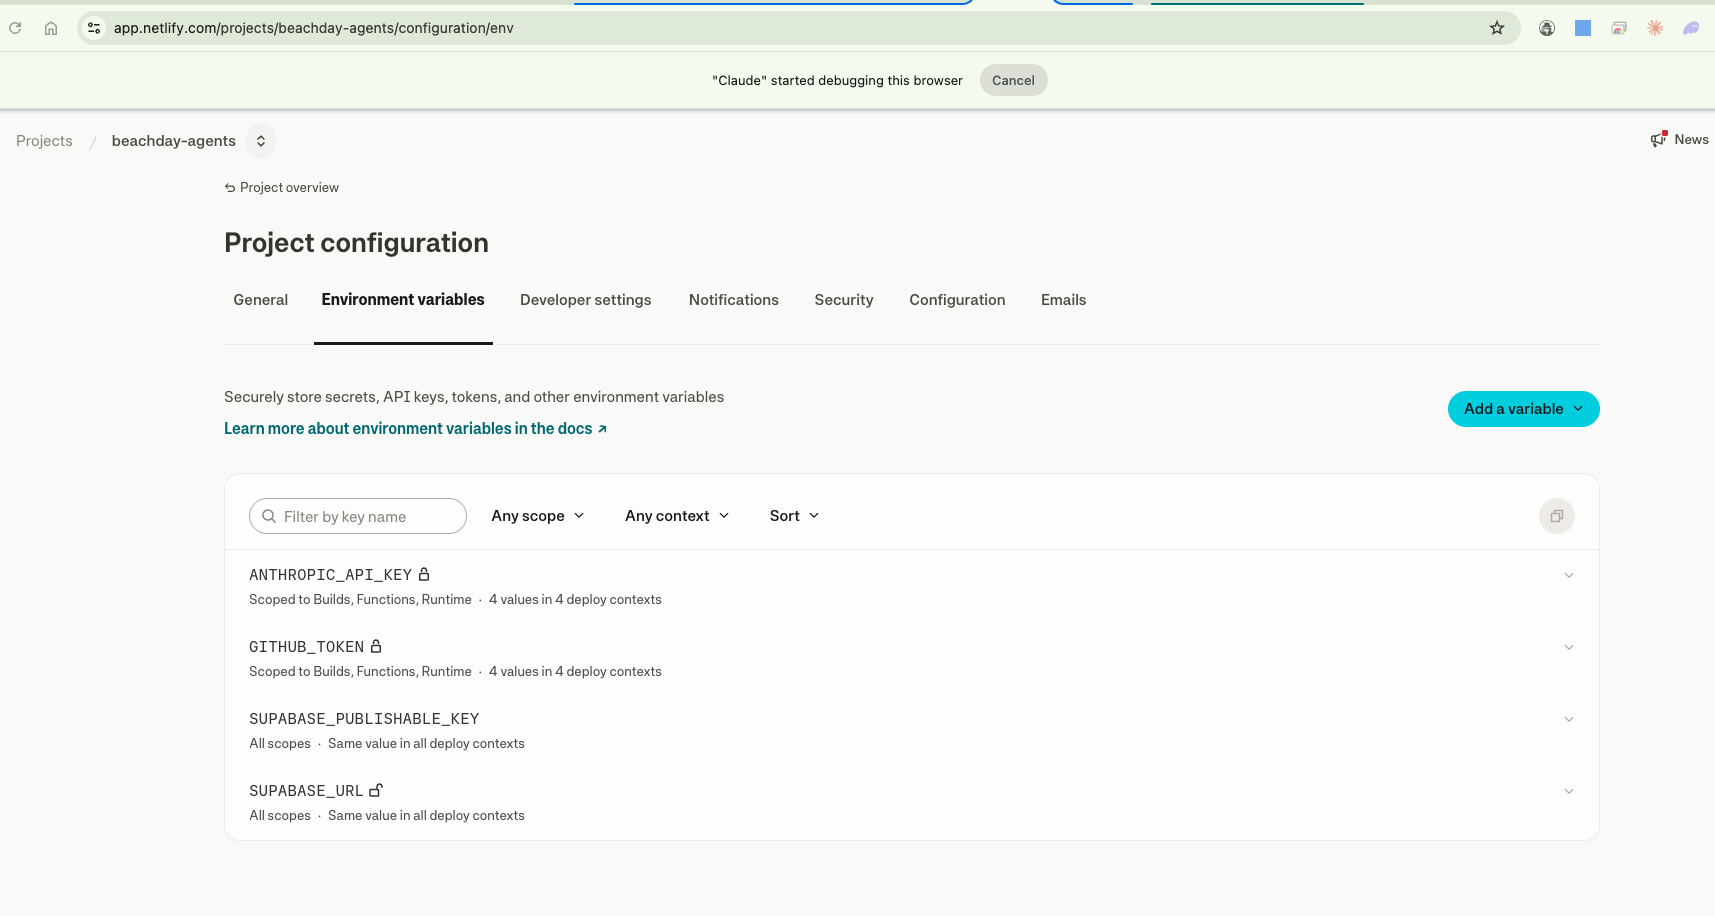 app.netlify.com/projects/beachday-agents/configuration/env
"Claude" started debugging this browser
Cancel
Projects / beachday-agents
News
Project overview
Project configuration
General Environment variables Developer settings Notifications Security Configuration Emails
Securely store secrets, API keys, tokens, and other environment variables
Add a variable
Learn more about environment variables in the docs
Filter by key name Any scope Any context Sort
ANTHROPIC_API_KEY
Scoped to Builds, Functions, Runtime · 4 values in 4 deploy contexts
GITHUB_TOKEN
Scoped to Builds, Functions, Runtime · 4 values in 4 deploy contexts
SUPABASE_PUBLISHABLE_KEY
All scopes · Same value in all deploy contexts
SUPABASE_URL
All scopes · Same value in all deploy contexts